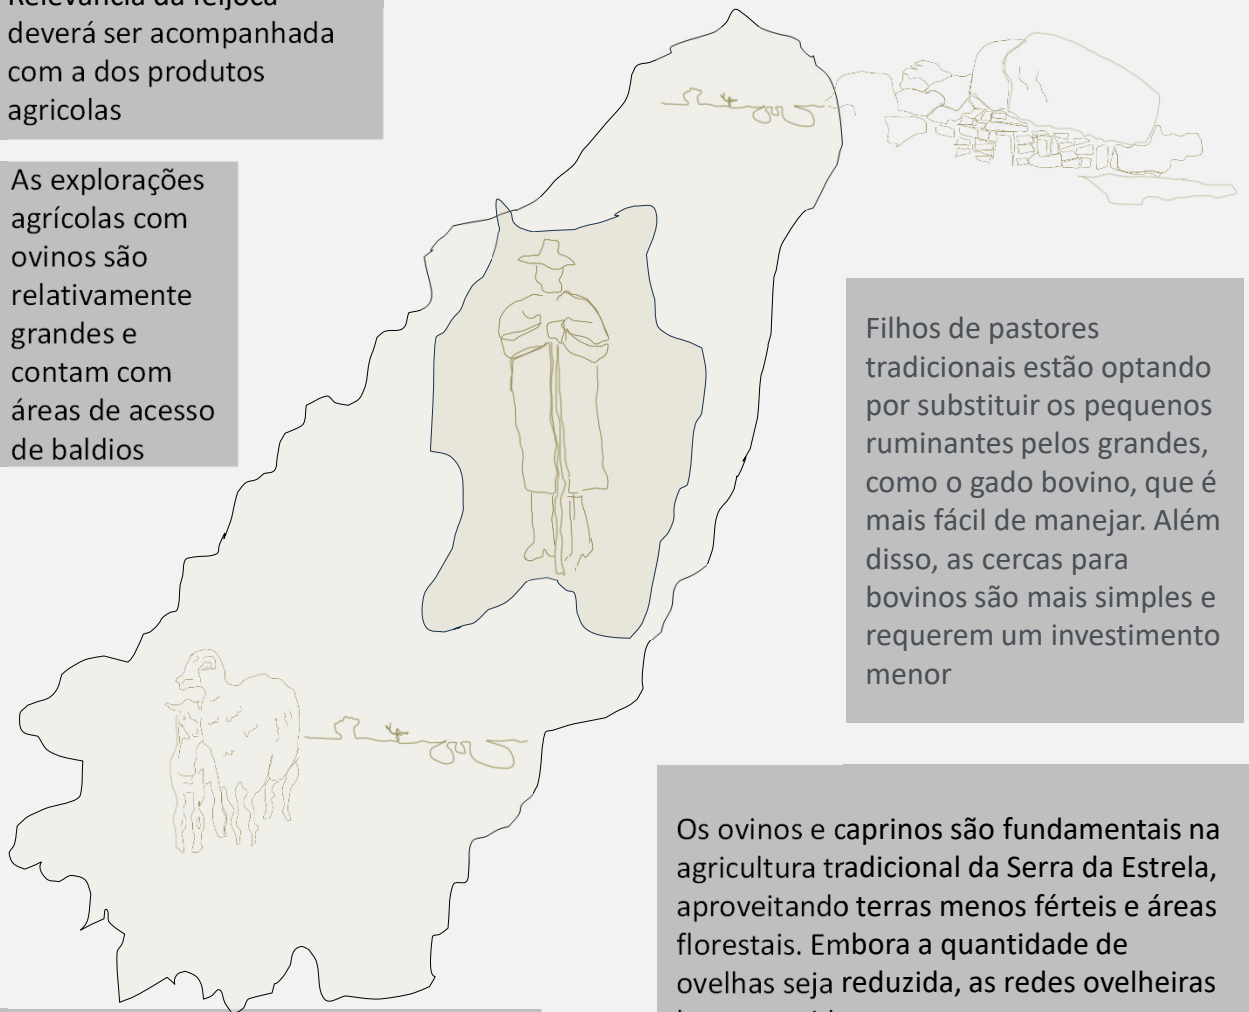 Relevância da feijoca
deverá ser acompanhada
com a dos produtos
agricolas
As explorações
agrícolas com
ovinos são
relativamente
grandes e
contam com
áreas de acesso
de baldios
Filhos de pastores
tradicionais estão optando
por substituir os pequenos
ruminantes pelos grandes,
como o gado bovino, que é
mais fácil de manejar. Além
disso, as cercas para
bovinos são mais simples e
requerem um investimento
menor
Os ovinos e caprinos são fundamentais na
agricultura tradicional da Serra da Estrela,
aproveitando terras menos férteis e áreas
florestais. Embora a quantidade de
ovelhas seja reduzida, as redes ovelheiras